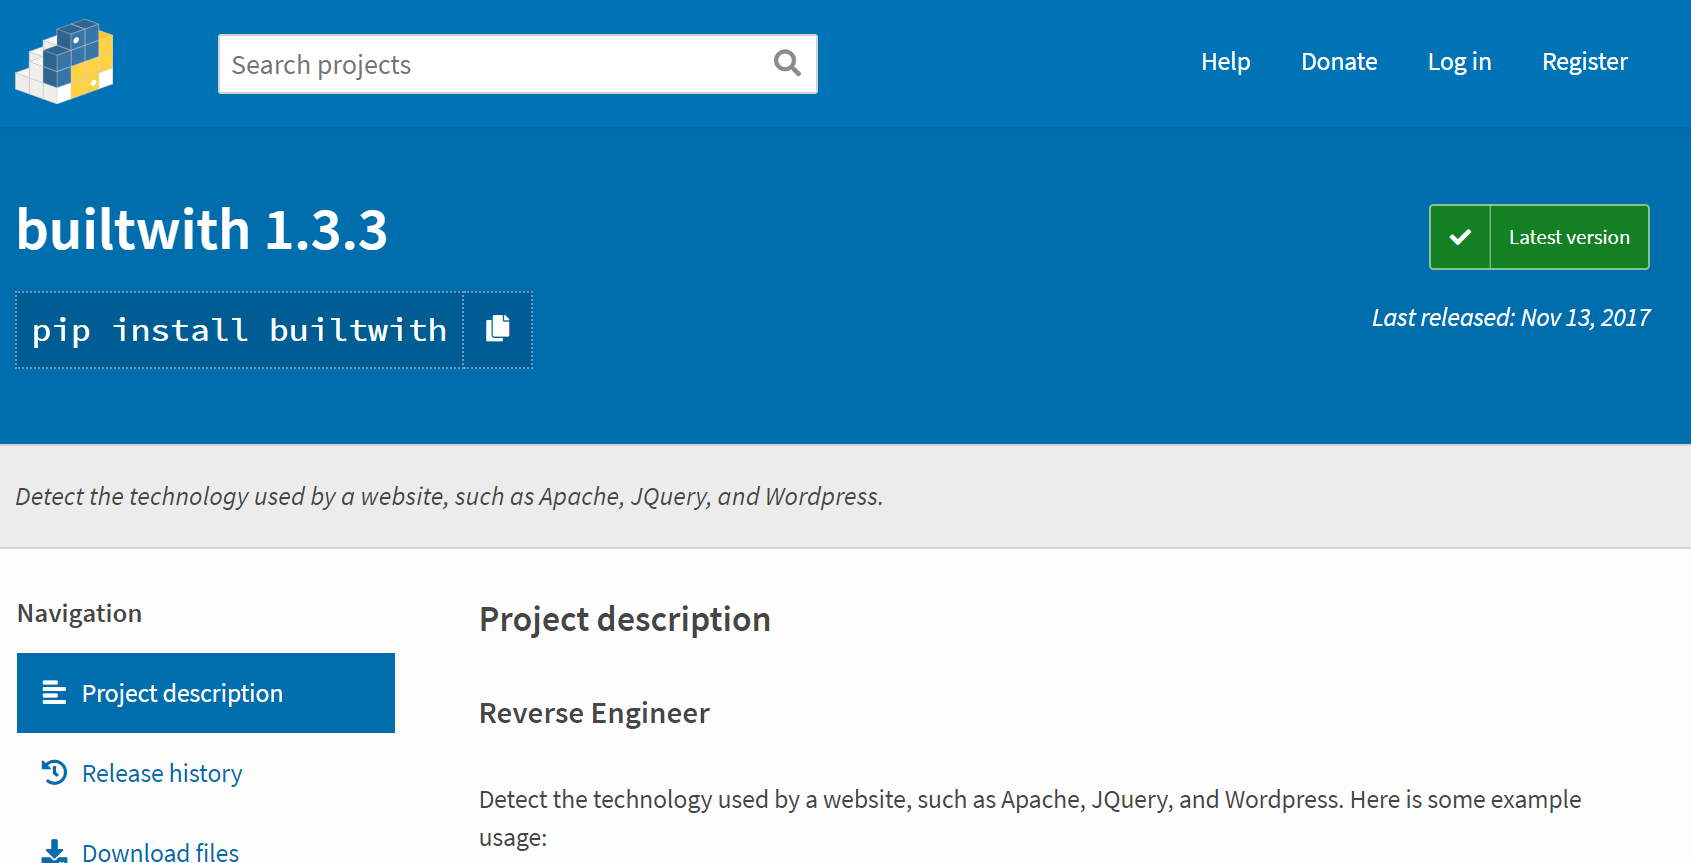 Search projects
Help
Donate
Log in
Register
builtwith 1.3.3
Latest version
pip install builtwith
Last released: Nov 13, 2017
Detect the technology used by a website, such as Apache, JQuery, and Wordpress.
Navigation
Project description
Release history
Download files
Project description
Reverse Engineer
Detect the technology used by a website, such as Apache, JQuery, and Wordpress. Here is some example
usage: